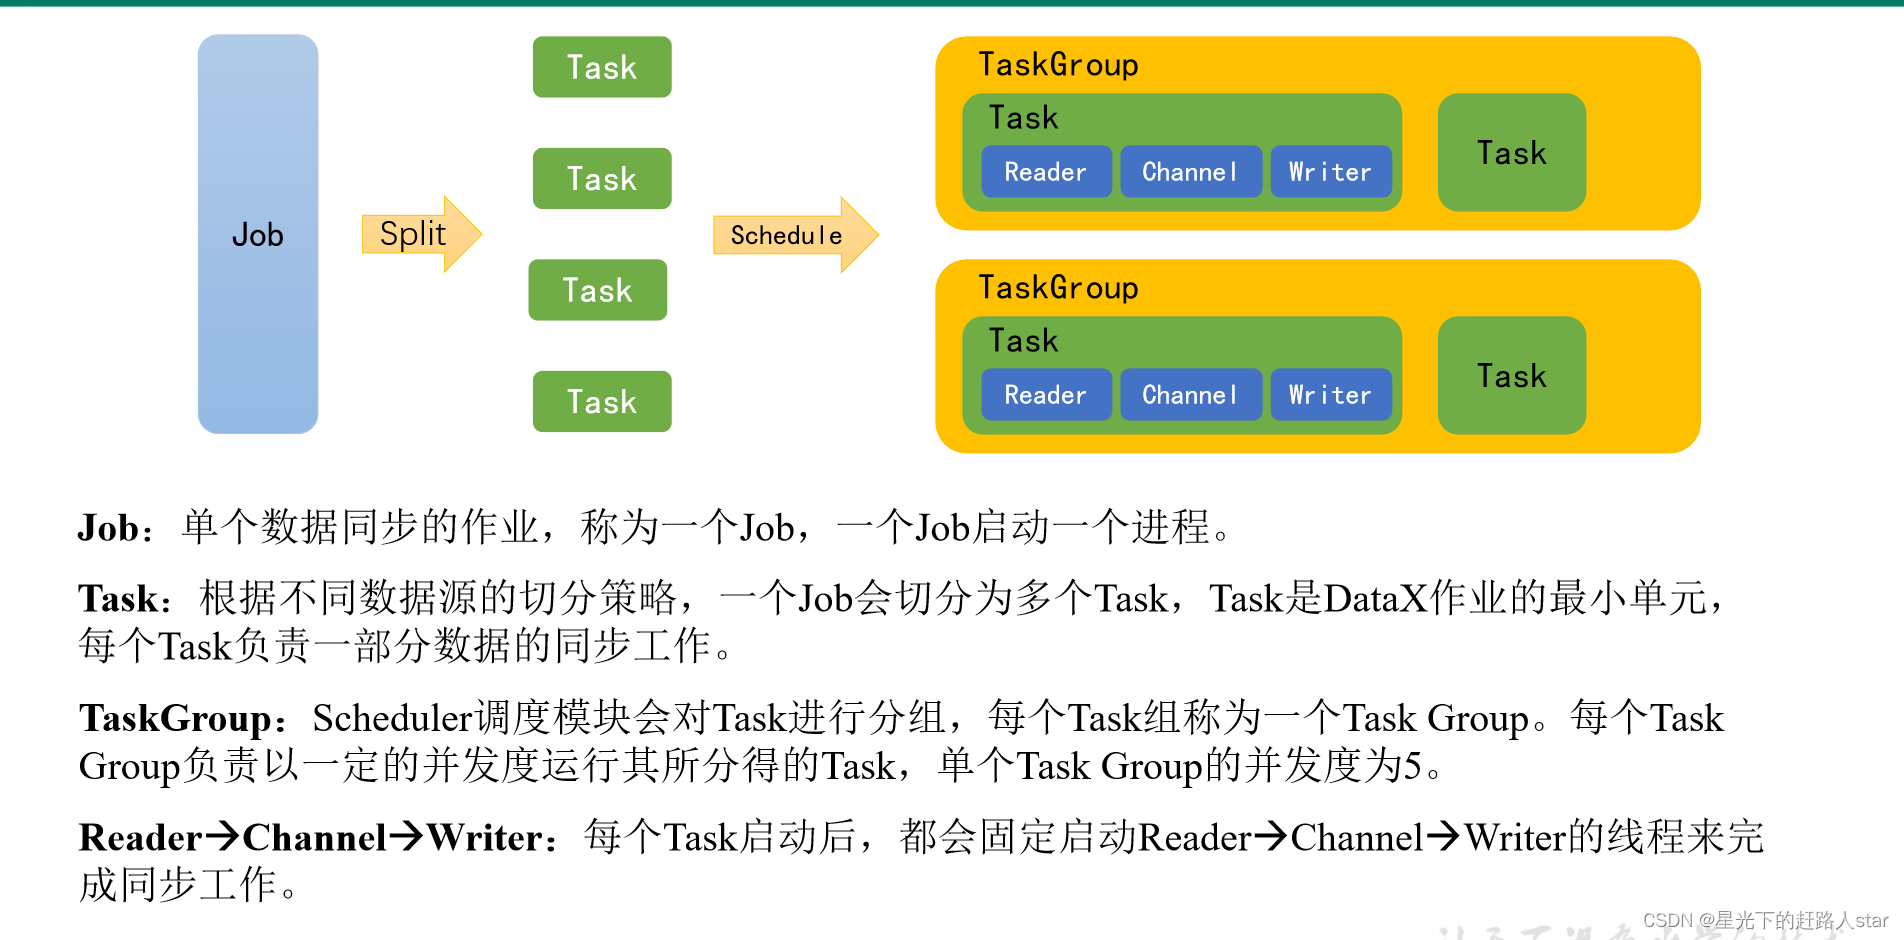 Job
Split
Task
Task
Task
Task
Schedule
TaskGroup
Task
Reader Channel Writer
Task
TaskGroup
Task
Reader Channel Writer
Task
Job：单个数据同步的作业，称为一个Job，一个Job启动一个进程。
Task：根据不同数据源的切分策略，一个Job会切分为多个Task，Task是DataX作业的最小单元，
每个Task负责一部分数据的同步工作。
TaskGroup：Scheduler调度模块会对Task进行分组，每个Task组称为一个Task Group。每个Task
Group负责以一定的并发度运行其所分得的Task，单个Task Group的并发度为5。
Reader→Channel→Writer：每个Task启动后，都会固定启动Reader→Channel→Writer的线程来完
成同步工作。
CSDN @星光下的赶路人star